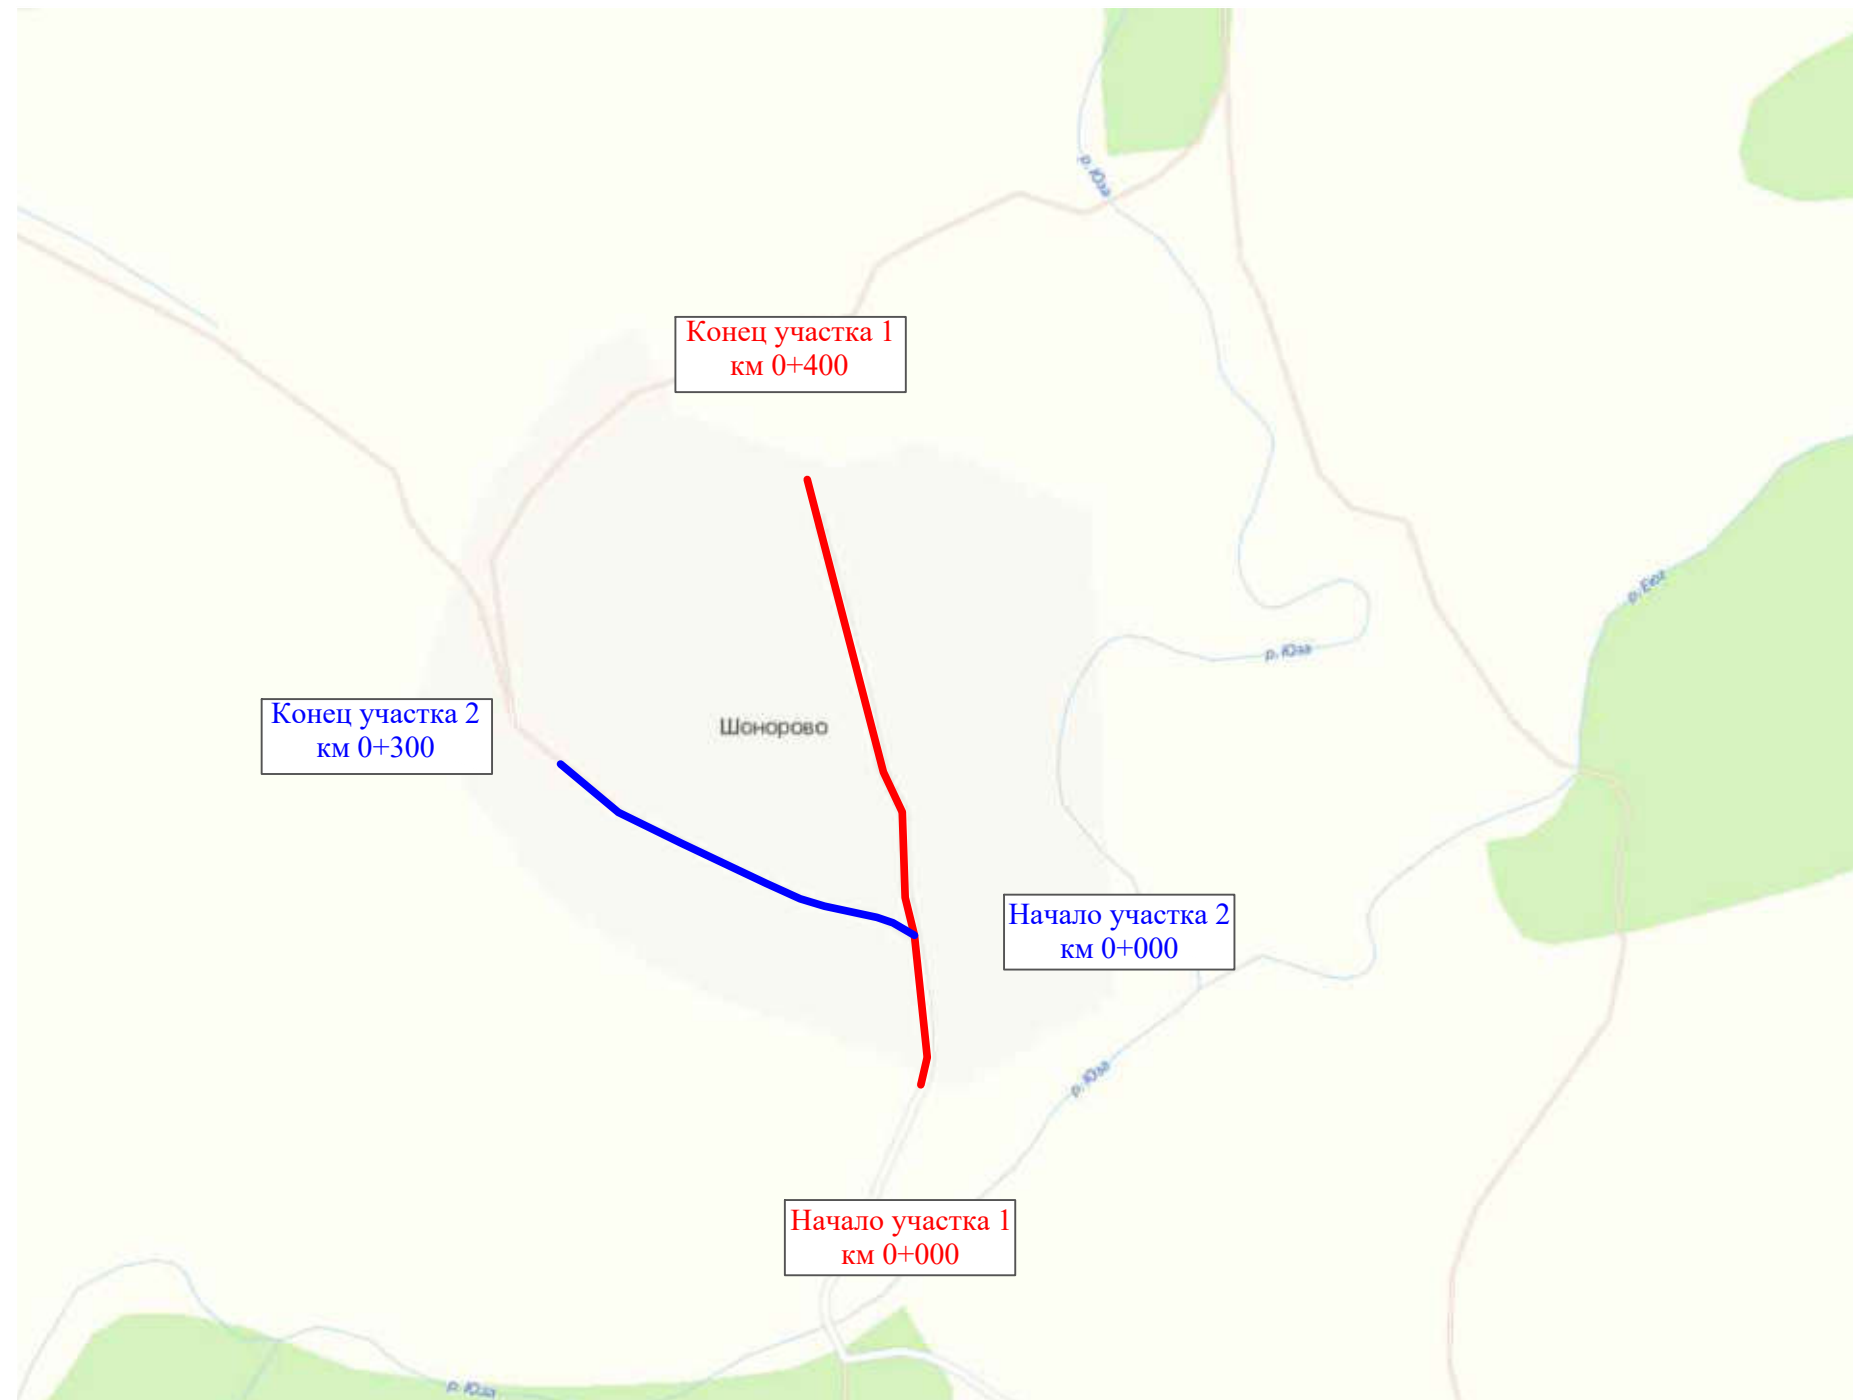 р. Юза
Конец участка 1
км 0+400
р. Ёюг
р. Юза
Конец участка 2
км 0+300
Шонорово
Начало участка 2
км 0+000
р. Юза
Начало участка 1
км 0+000
р. Юза